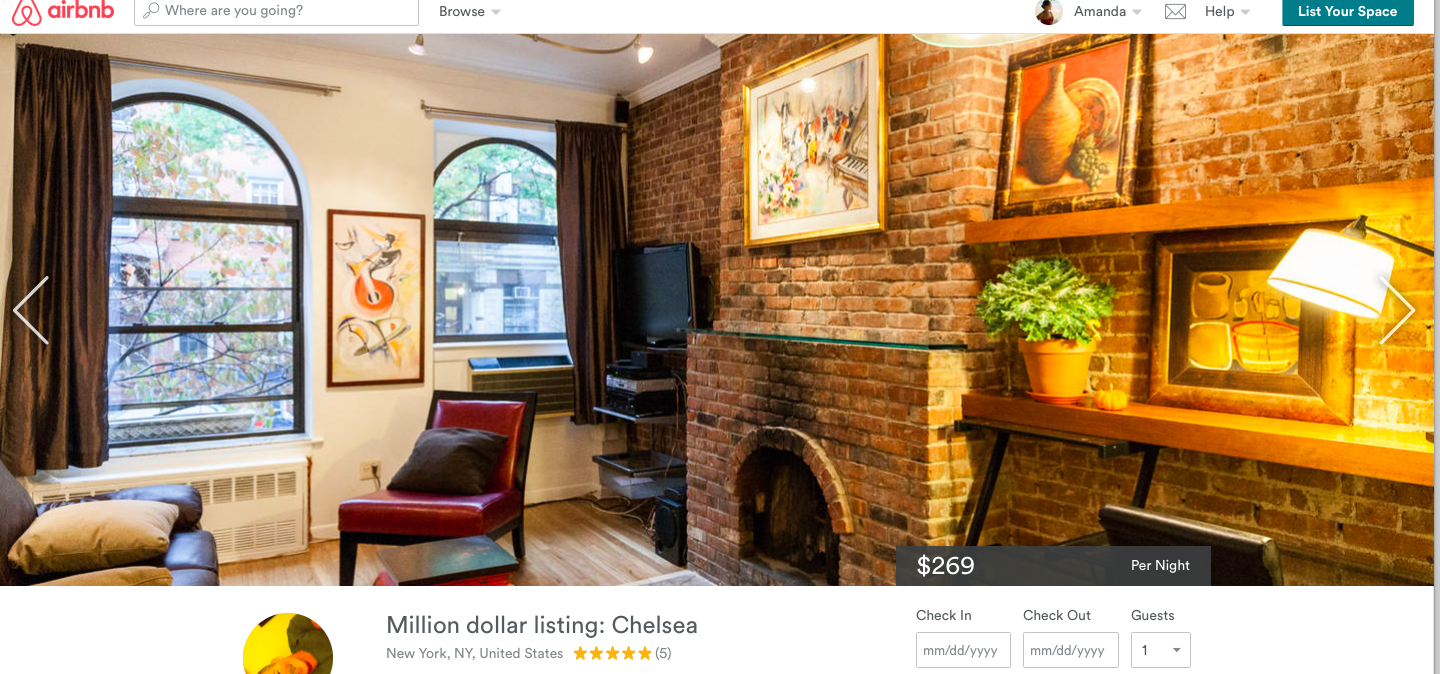 airbnb
Where are you going?
Browse
Amanda
Help
List Your Space
$269
Per Night
Million dollar listing: Chelsea
New York, NY, United States
(5)
Check In
Check Out
Guests
mm/dd/yyyy
mm/dd/yyyy
1